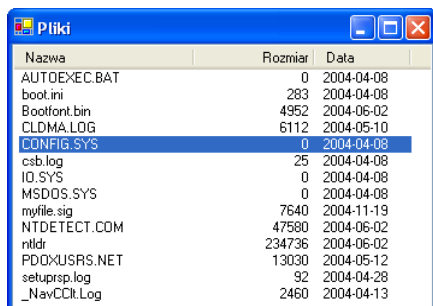 Pliki
Nazwa Rozmiar Data
AUTOEXEC.BAT 0 2004-04-08
boot.ini 283 2004-04-08
Bootfont.bin 4952 2004-06-02
CLDMA.LOG 6112 2004-05-10
CONFIG.SYS 0 2004-04-08
csb.log 25 2004-04-08
IO.SYS 0 2004-04-08
MSDOS.SYS 0 2004-04-08
myfile.sig 7640 2004-11-19
NTDETECT.COM 47580 2004-06-02
ntldr 234736 2004-06-02
PDOXUSRS.NET 13030 2004-05-12
setuprsp.log 92 2004-04-28
_NavCClt.Log 2460 2004-04-13